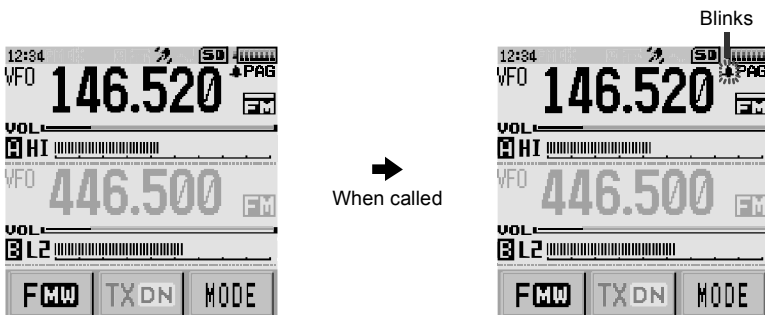 Blinks
12:34 SD
VFO 146.520 PAG
FM
VOL
A HI
VFO 446.500 FM
VOL
B L2
F MW TX DN MODE
When called
12:34 SD
VFO 146.520 PAG
FM
VOL
A HI
VFO 446.500 FM
VOL
B L2
F MW TX DN MODE